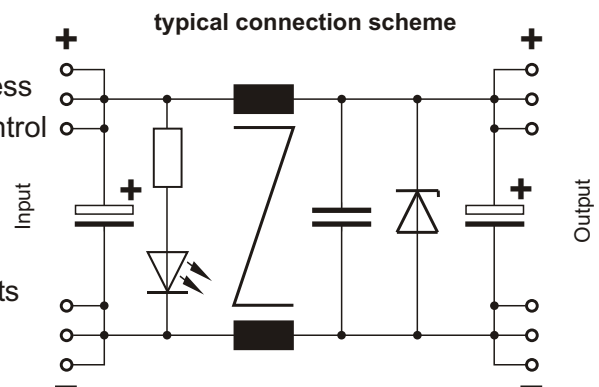 typical connection scheme
+ +
ess
ntrol
+ +
Input
Output
ts
– –